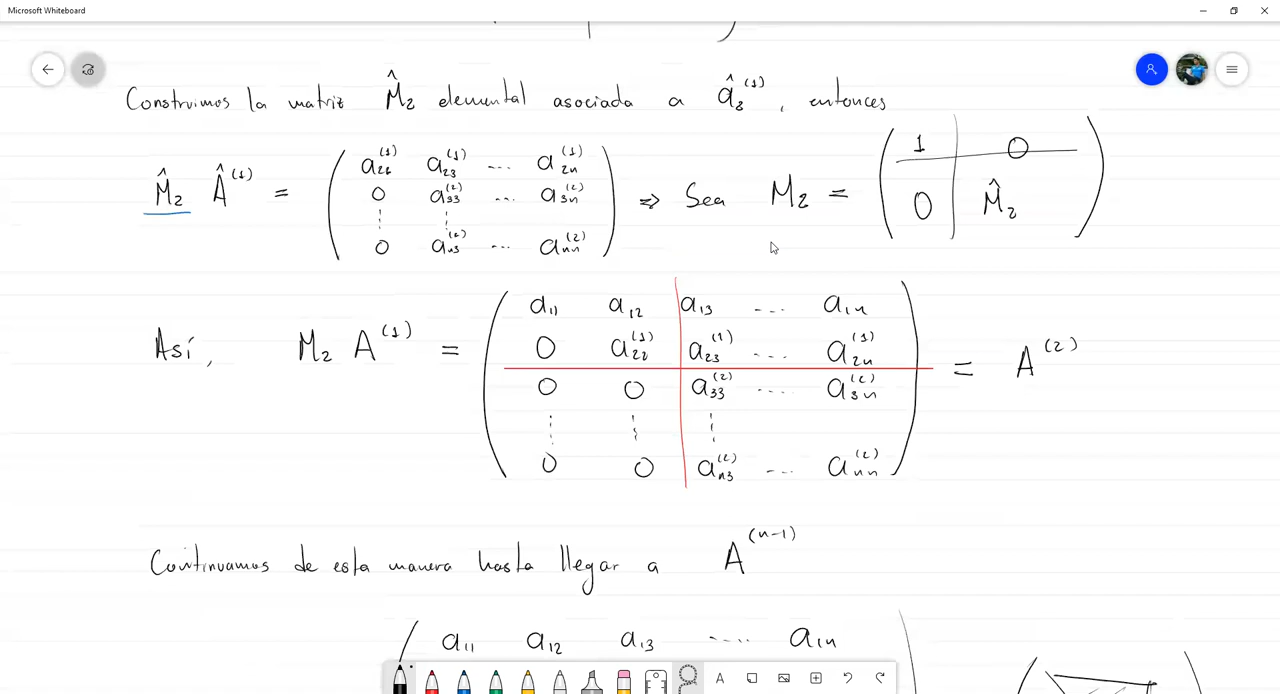 Microsoft Whiteboard
Construimos la matriz M̂₂ elemental asociada a â₂⁽¹⁾, entonces
M̂₂ Â⁽¹⁾ = ( a₂₂⁽¹⁾ a₂₃⁽¹⁾ ... a₂ₙ⁽¹⁾ ; 0 a₃₃⁽²⁾ ... a₃ₙ⁽²⁾ ; ⋮ ⋮ ; 0 aₙ₃⁽²⁾ ... aₙₙ⁽²⁾ ) => Sea M₂ = ( 1 | 0 ; 0 | M̂₂ )
Así, M₂ A⁽¹⁾ = ( a₁₁ a₁₂ a₁₃ ... a₁ₙ ; 0 a₂₂⁽¹⁾ a₂₃⁽¹⁾ ... a₂ₙ⁽¹⁾ ; 0 0 a₃₃⁽²⁾ ... a₃ₙ⁽²⁾ ; ⋮ ⋮ ⋮ ; 0 0 aₙ₃⁽²⁾ ... aₙₙ⁽²⁾ ) = A⁽²⁾
Continuamos de esta manera hasta llegar a A⁽ⁿ⁻¹⁾
a₁₁ a₁₂ a₁₃ .... a₁ₙ
A